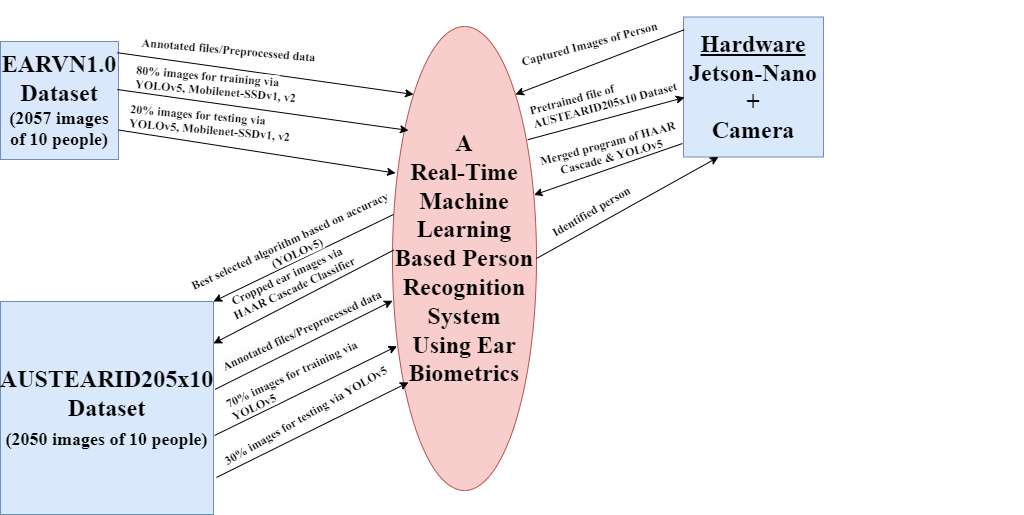 EARVN1.0
Dataset
(2057 images
of 10 people)
Annotated files/Preprocessed data
80% images for training via
YOLOv5, Mobilenet-SSDv1, v2
20% images for testing via
YOLOv5, Mobilenet-SSDv1, v2
A
Real-Time
Machine
Learning
Based Person
Recognition
System
Using Ear
Biometrics
Captured Images of Person
Pretrained file of
AUSTEARID205x10 Dataset
Merged program of HAAR
Cascade & YOLOv5
Identified person
Hardware
Jetson-Nano
+
Camera
Best selected algorithm based on accuracy
(YOLOv5)
Cropped ear images via
HAAR Cascade Classifier
Annotated files/Preprocessed data
70% images for training via
YOLOv5
30% images for testing via YOLOv5
AUSTEARID205x10
Dataset
(2050 images of 10 people)